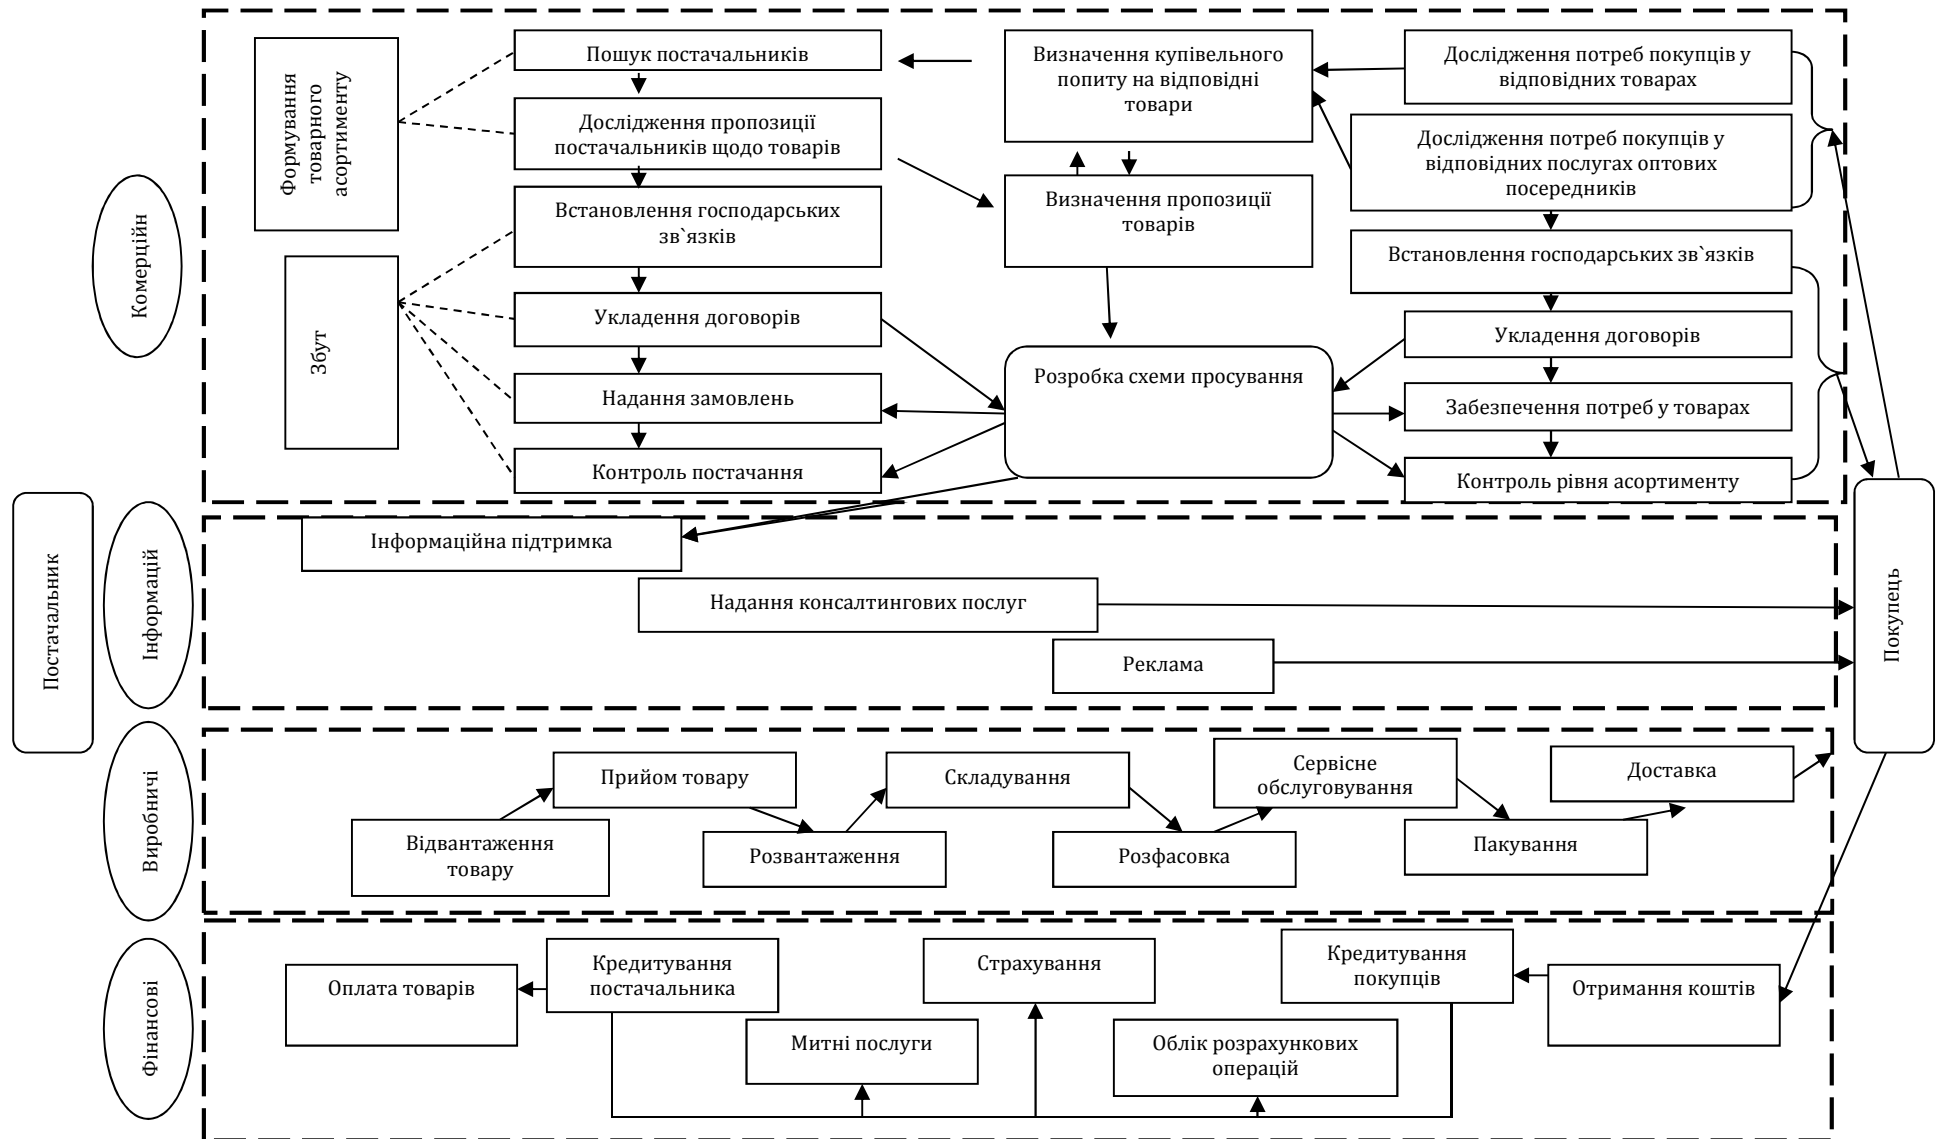 Формування
товарного
асортименту
Пошук постачальників
Визначення купівельного
попиту на відповідні
товари
Дослідження потреб покупців у
відповідних товарах
Дослідження пропозиції
постачальників щодо товарів
Дослідження потреб покупців у
відповідних послугах оптових
посередників
Комерційн
Встановлення господарських
зв`язків
Визначення пропозиції
товарів
Встановлення господарських зв`язків
Збут
Укладення договорів
Укладення договорів
Розробка схеми просування
Надання замовлень
Забезпечення потреб у товарах
Контроль постачання
Контроль рівня асортименту
Постачальник
Інформацій
Інформаційна підтримка
Надання консалтингових послуг
Реклама
Покупець
Виробничі
Прийом товару
Складування
Сервісне
обслуговування
Доставка
Відвантаження
товару
Розвантаження
Розфасовка
Пакування
Фінансові
Оплата товарів
Кредитування
постачальника
Страхування
Кредитування
покупців
Отримання коштів
Митні послуги
Облік розрахункових
операцій